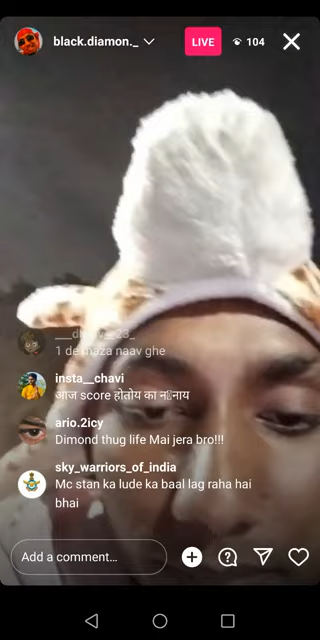 black.diamon._
LIVE
104
1 de maza naav ghe
insta__chavi
आज score होतोय का न
ario.2icy
Dimond thug life Mai jera bro!!!
sky_warriors_of_india
Mc stan ka lude ka baal lag raha hai
bhai
Add a comment...